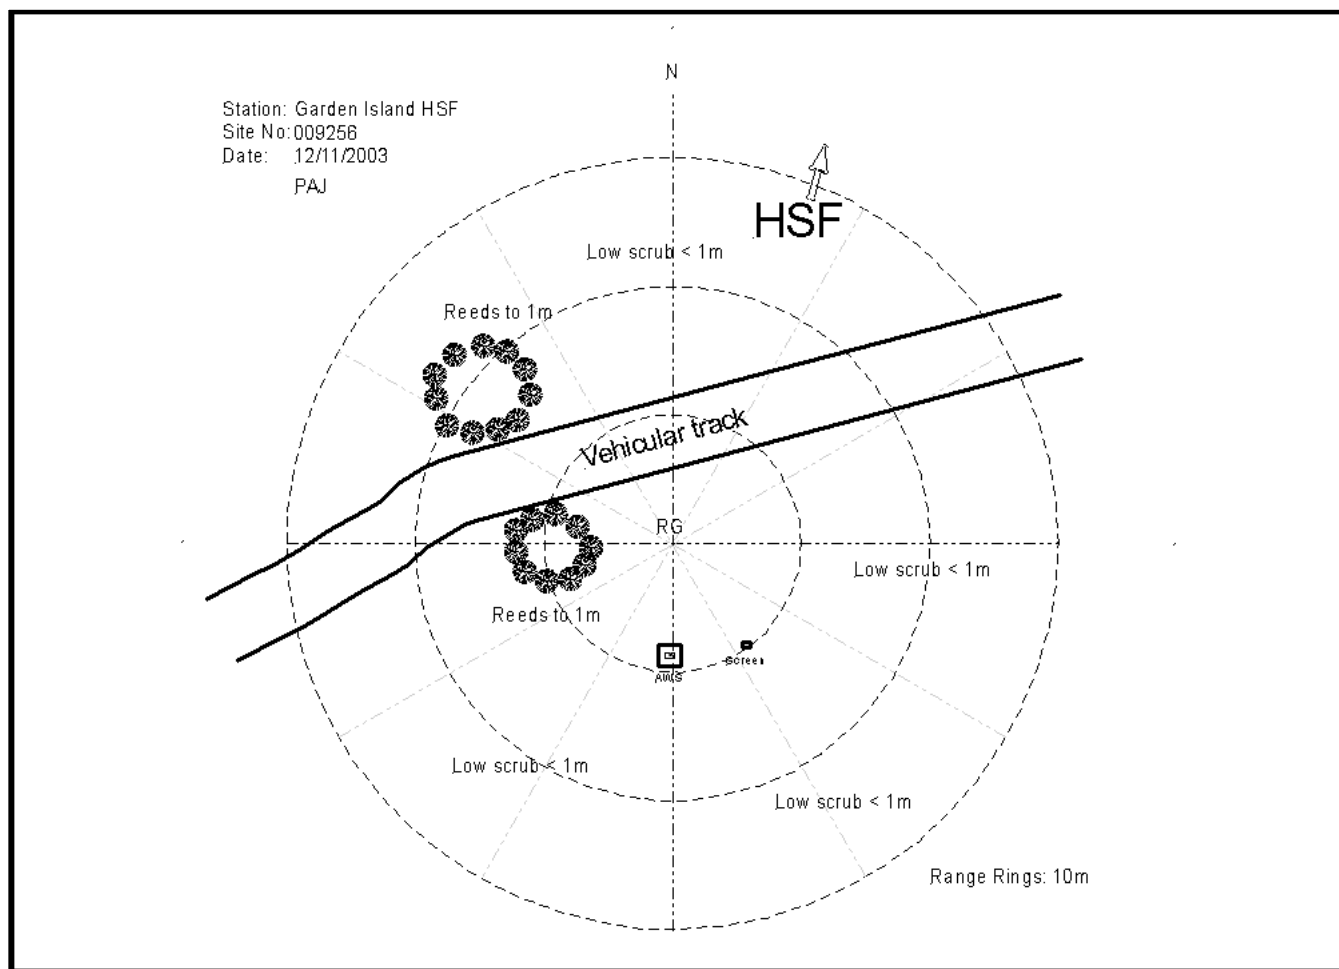 N
Station: Garden Island HSF
Site No: 009256
Date: 12/11/2003
PAJ
HSF
Low scrub < 1m
Reeds to 1m
Vehicular track
RG
Low scrub < 1m
Reeds to 1m
Screen
AWS
Low scrub < 1m
Low scrub < 1m
Range Rings: 10m